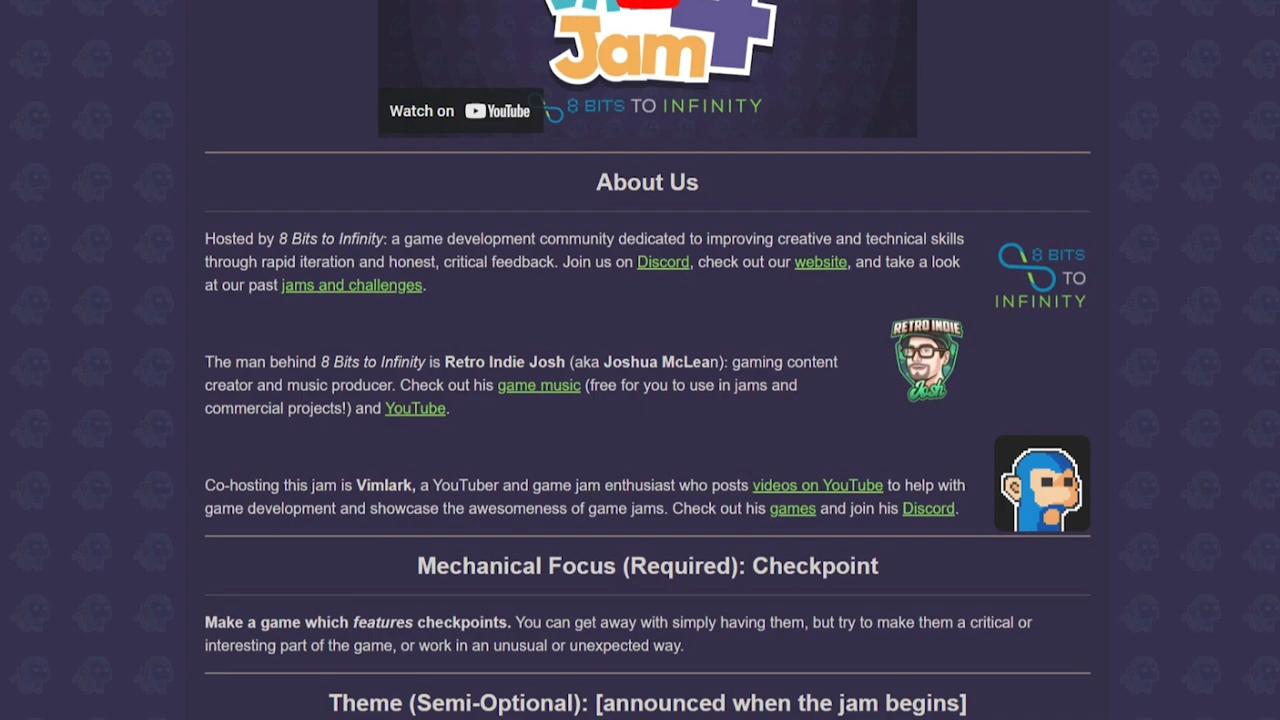 Jam
Watch on YouTube
8 BITS TO INFINITY
About Us
Hosted by 8 Bits to Infinity: a game development community dedicated to improving creative and technical skills
through rapid iteration and honest, critical feedback. Join us on Discord, check out our website, and take a look
at our past jams and challenges.
8 BITS
TO
INFINITY
RETRO INDIE
Josh
The man behind 8 Bits to Infinity is Retro Indie Josh (aka Joshua McLean): gaming content
creator and music producer. Check out his game music (free for you to use in jams and
commercial projects!) and YouTube.
Co-hosting this jam is Vimlark, a YouTuber and game jam enthusiast who posts videos on YouTube to help with
game development and showcase the awesomeness of game jams. Check out his games and join his Discord.
Mechanical Focus (Required): Checkpoint
Make a game which features checkpoints. You can get away with simply having them, but try to make them a critical or
interesting part of the game, or work in an unusual or unexpected way.
Theme (Semi-Optional): [announced when the jam begins]